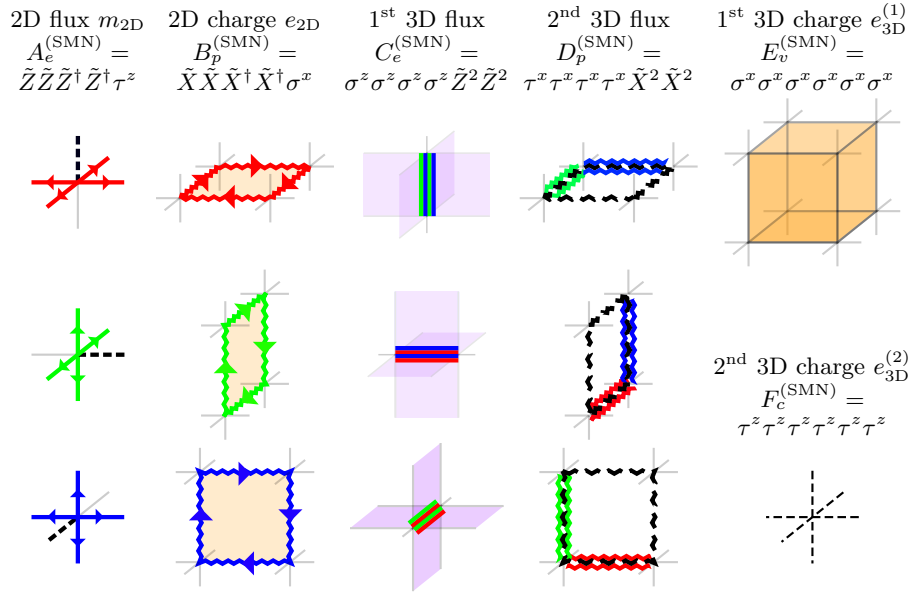 2D flux m_2D
A_e^(SMN) =
Z̃Z̃Z̃†Z̃†τ^z
2D charge e_2D
B_p^(SMN) =
X̃X̃X̃†X̃†σ^x
1st 3D flux
C_e^(SMN) =
σ^zσ^zσ^zσ^zZ̃²Z̃²
2nd 3D flux
D_p^(SMN) =
τ^xτ^xτ^xτ^xX̃²X̃²
1st 3D charge e_3D^(1)
E_v^(SMN) =
σ^xσ^xσ^xσ^xσ^xσ^x
2nd 3D charge e_3D^(2)
F_c^(SMN) =
τ^zτ^zτ^zτ^zτ^zτ^z